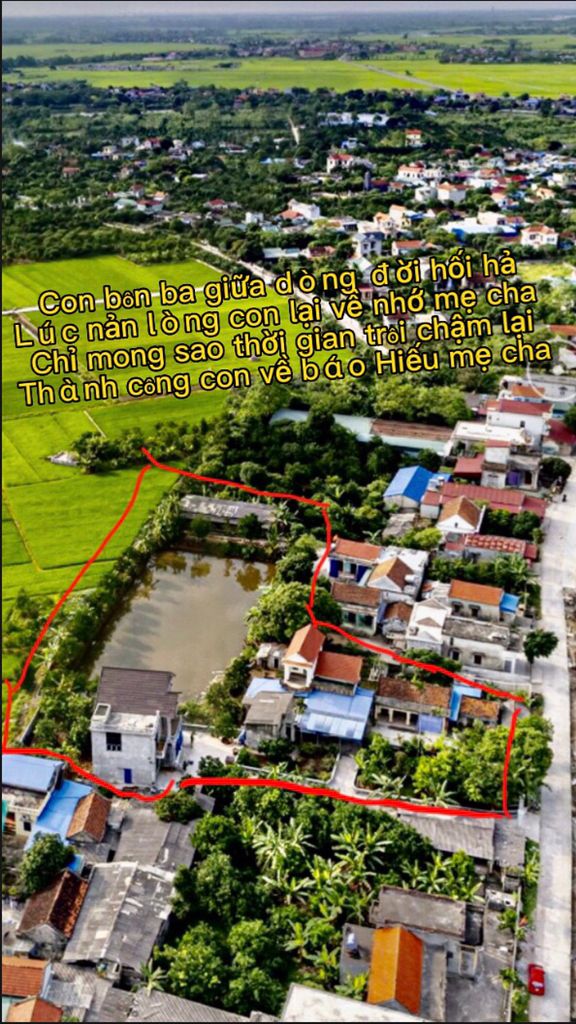 Con bôn ba giữa dòng đời hối hả
Lúc nản lòng con lại về nhớ mẹ cha
Chỉ mong sao thời gian trôi chậm lại
Thành công con về báo Hiếu mẹ cha